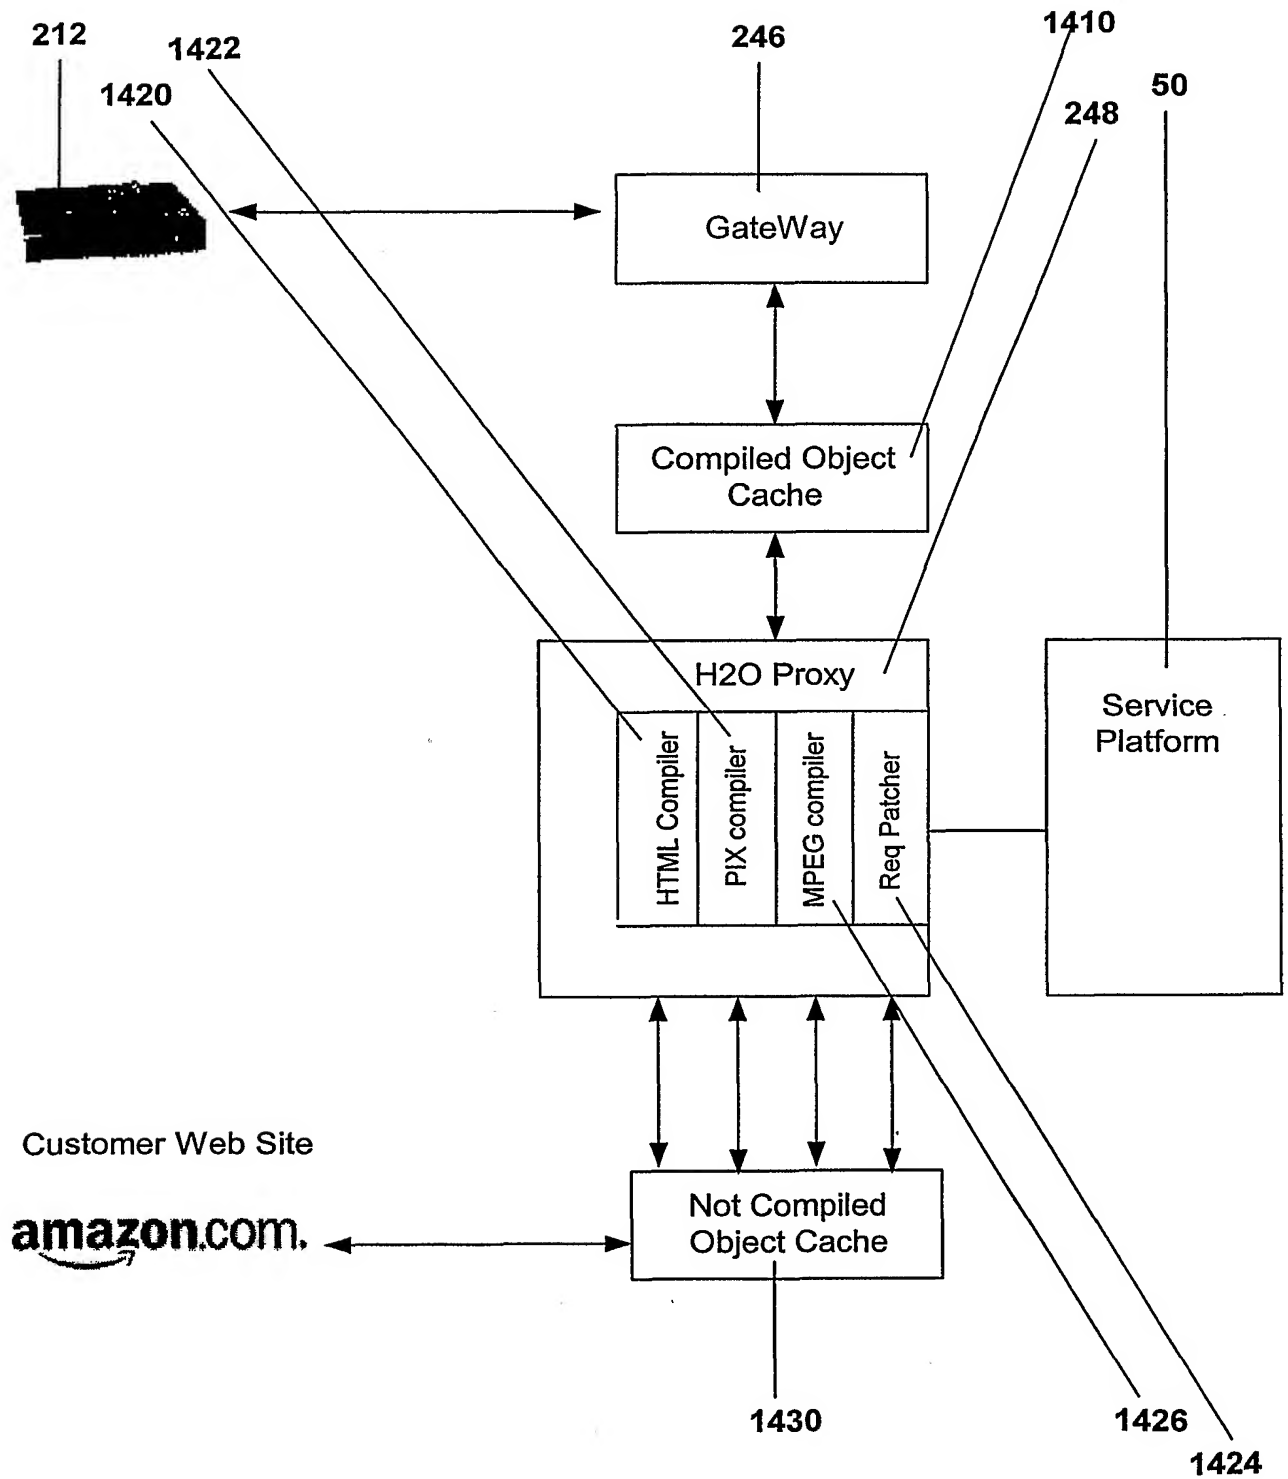 212
1422
1420
246
1410
50
248
GateWay
Compiled Object
Cache
H2O Proxy
HTML Compiler
PIX compiler
MPEG compiler
Req Patcher
Service
Platform
Customer Web Site
amazon.com.
Not Compiled
Object Cache
1430
1426
1424